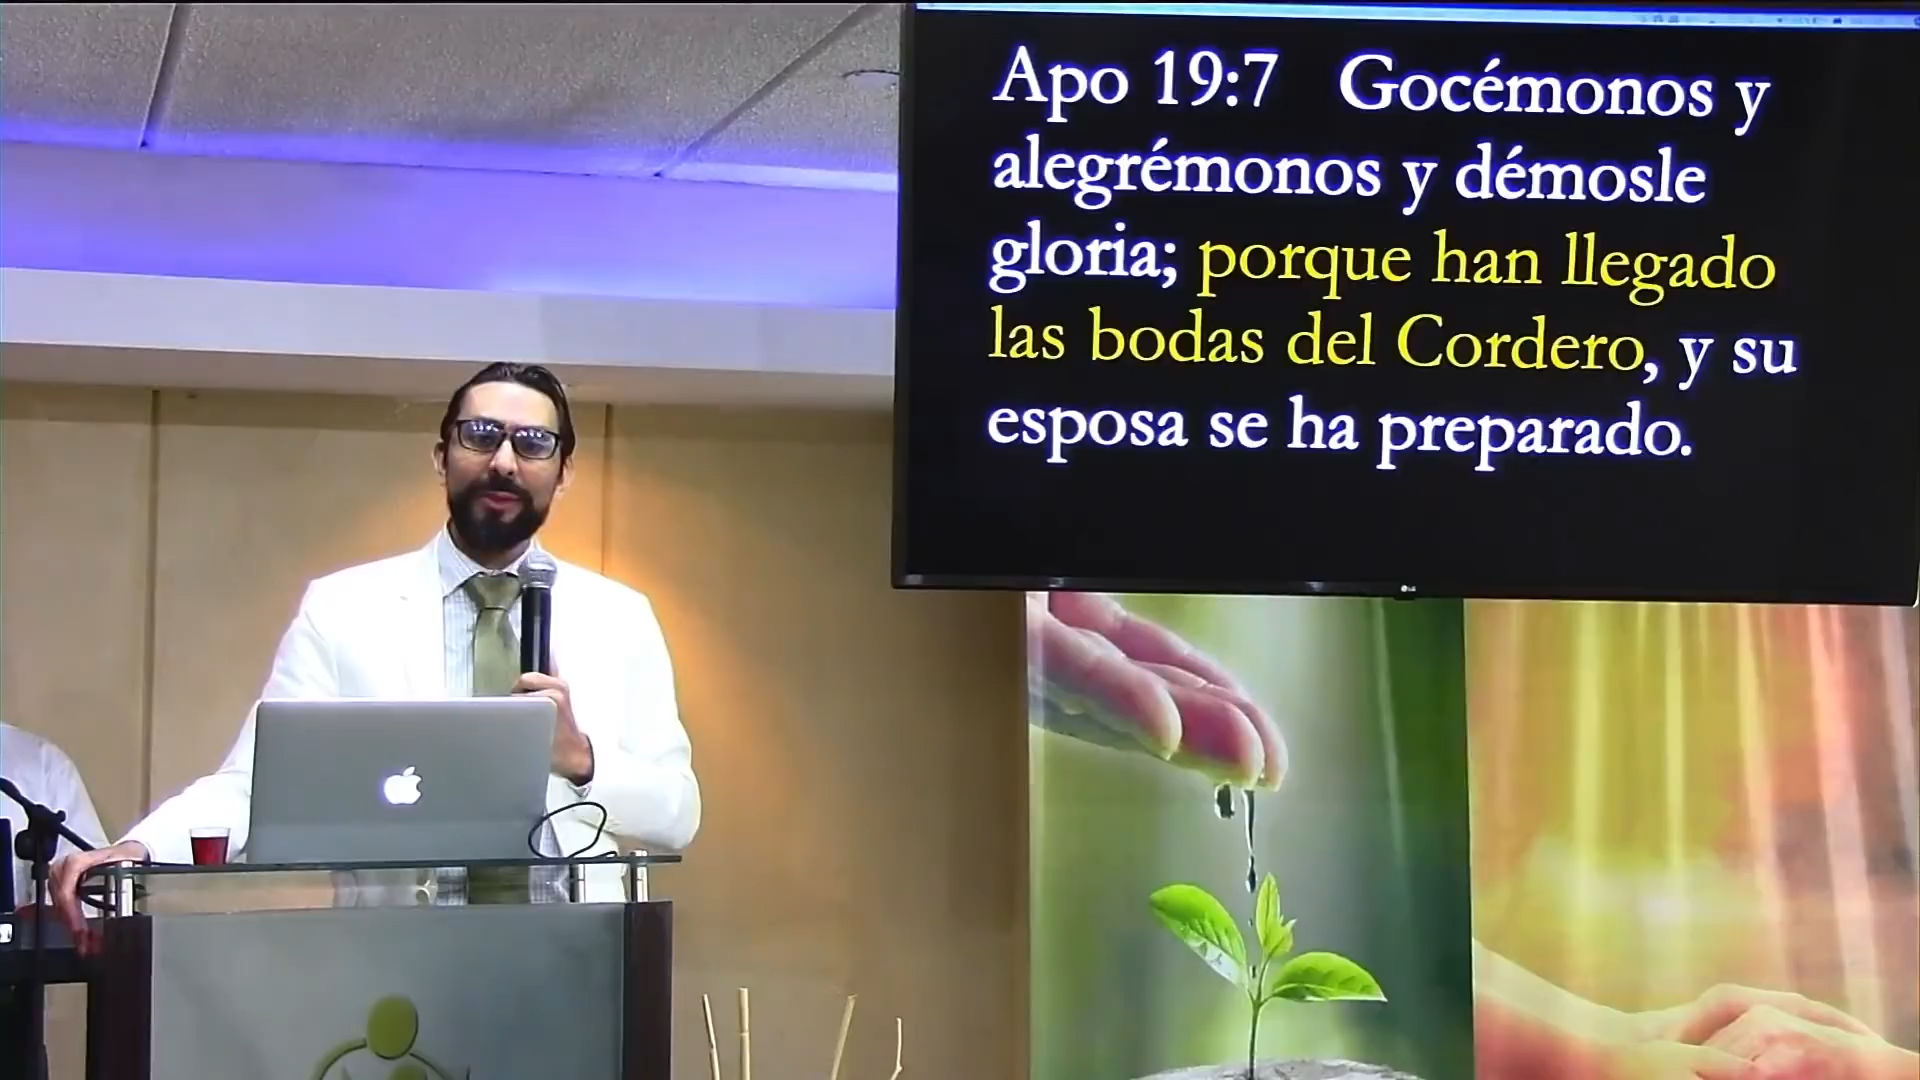 Apo 19:7 Gocémonos y
alegrémonos y démosle
gloria; porque han llegado
las bodas del Cordero, y su
esposa se ha preparado.
LG